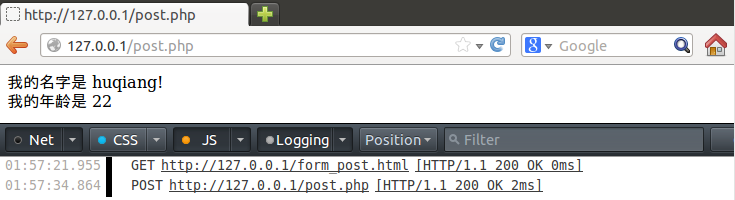 http://127.0.0.1/post.php
127.0.0.1/post.php
Google
我的名字是 huqiang!
我的年龄是 22
Net CSS JS Logging Position Filter
01:57:21.955 GET http://127.0.0.1/form_post.html [HTTP/1.1 200 OK 0ms]
01:57:34.864 POST http://127.0.0.1/post.php [HTTP/1.1 200 OK 2ms]